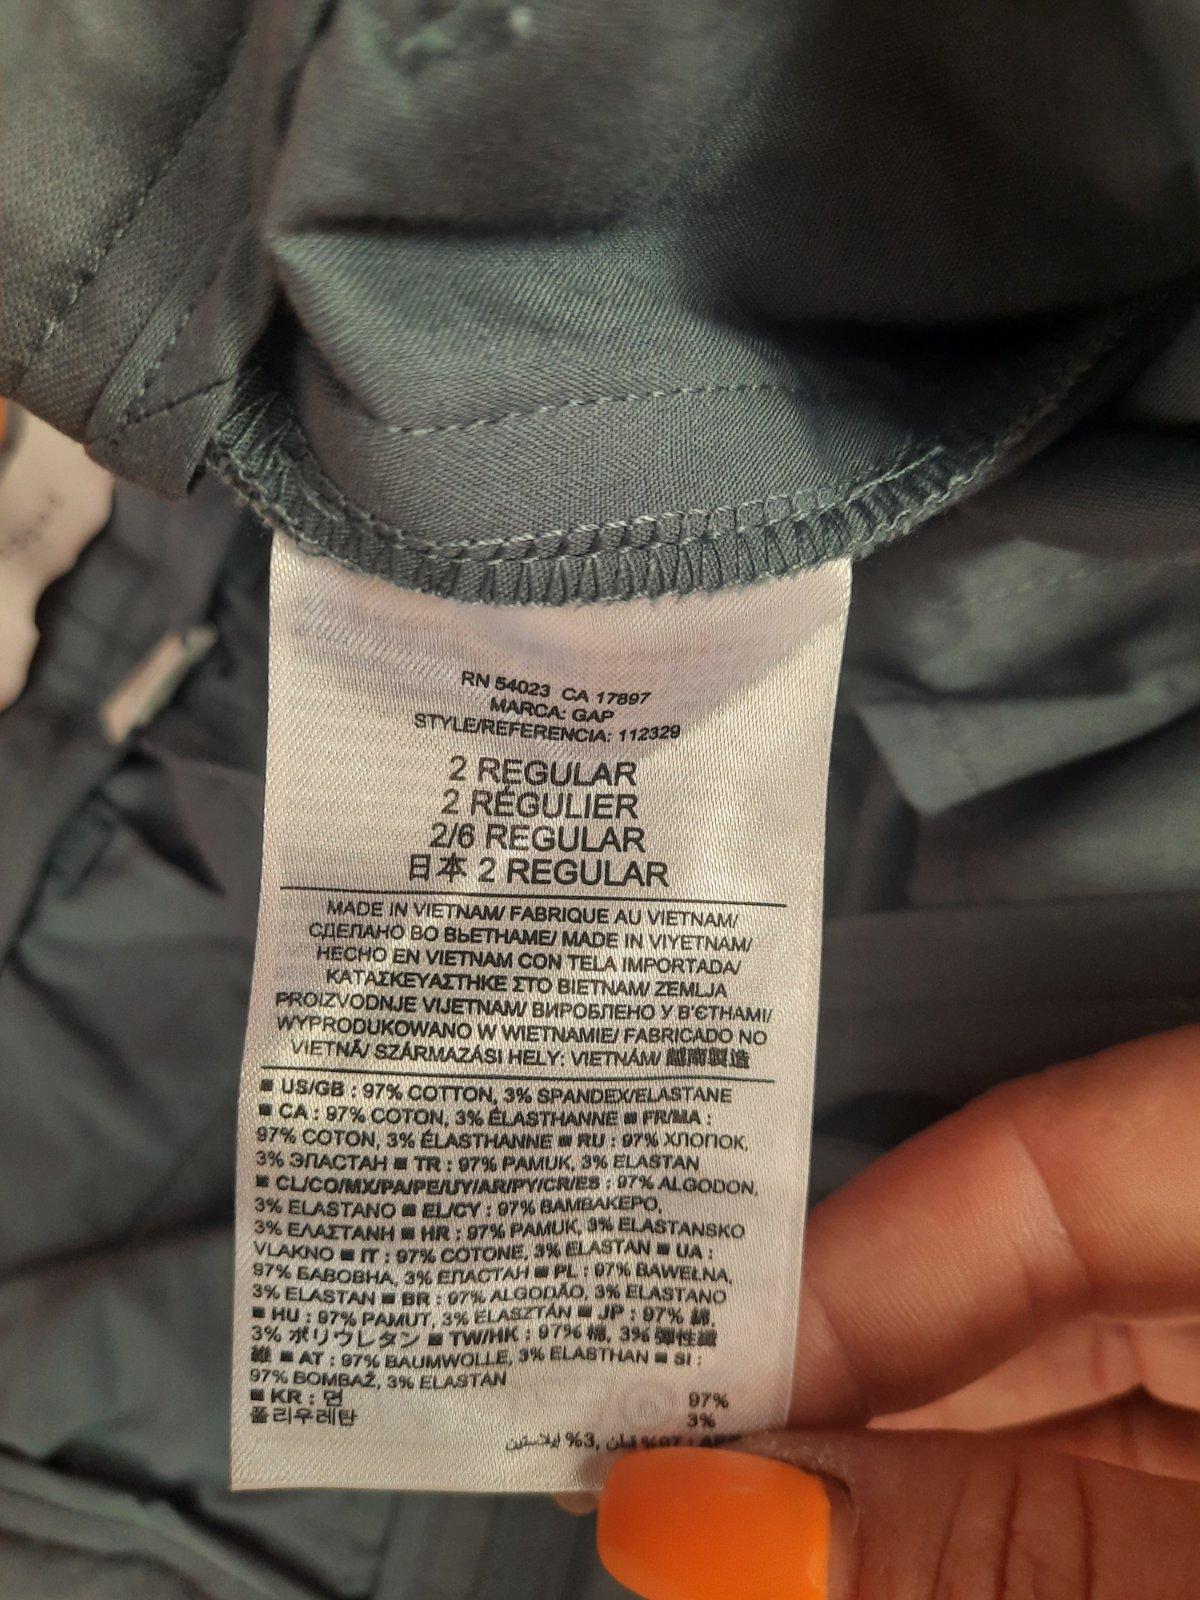 RN 54023 CA 17897
MARCA: GAP
STYLE/REFERENCIA: 112329
2 REGULAR
2 RÉGULIER
2/6 REGULAR
日本 2 REGULAR
MADE IN VIETNAM/ FABRIQUE AU VIETNAM/
СДЕЛАНО ВО ВЬЕТНАМЕ/ MADE IN VIYETNAM/
HECHO EN VIETNAM CON TELA IMPORTADA/
ΚΑΤΑΣΚΕΥΑΣΤΗΚΕ ΣΤΟ ΒΙΕΤΝΑΜ/ ZEMLJA
PROIZVODNJE VIJETNAM/ ВИРОБЛЕНО У В'ЄТНАМІ/
WYPRODUKOWANO W WIETNAMIE/ FABRICADO NO
VIETNÃ/ SZÁRMAZÁSI HELY: VIETNÁM/ 越南製造
■ US/GB : 97% COTTON, 3% SPANDEX/ELASTANE
■ CA : 97% COTON, 3% ÉLASTHANNE ■ FR/MA :
97% COTON, 3% ÉLASTHANNE ■ RU : 97% ХЛОПОК,
3% ЭЛАСТАН ■ TR : 97% PAMUK, 3% ELASTAN
■ CL/CO/MX/PA/PE/UY/AR/PY/CR/ES : 97% ALGODON,
3% ELASTANO ■ EL/CY : 97% ΒΑΜΒΑΚΕΡΟ,
3% ΕΛΑΣΤΑΝΗ ■ HR : 97% PAMUK, 3% ELASTANSKO
VLAKNO ■ IT : 97% COTONE, 3% ELASTAN ■ UA :
97% БАВОВНА, 3% ЕЛАСТАН ■ PL : 97% BAWEŁNA,
3% ELASTAN ■ BR : 97% ALGODÃO, 3% ELASTANO
■ HU : 97% PAMUT, 3% ELASZTÁN ■ JP : 97% 綿,
3% ポリウレタン ■ TW/HK : 97% 棉, 3% 彈性纖
維 ■ AT : 97% BAUMWOLLE, 3% ELASTHAN ■ SI :
97% BOMBAŽ, 3% ELASTAN
■ KR : 면 97%
폴리우레탄 3%